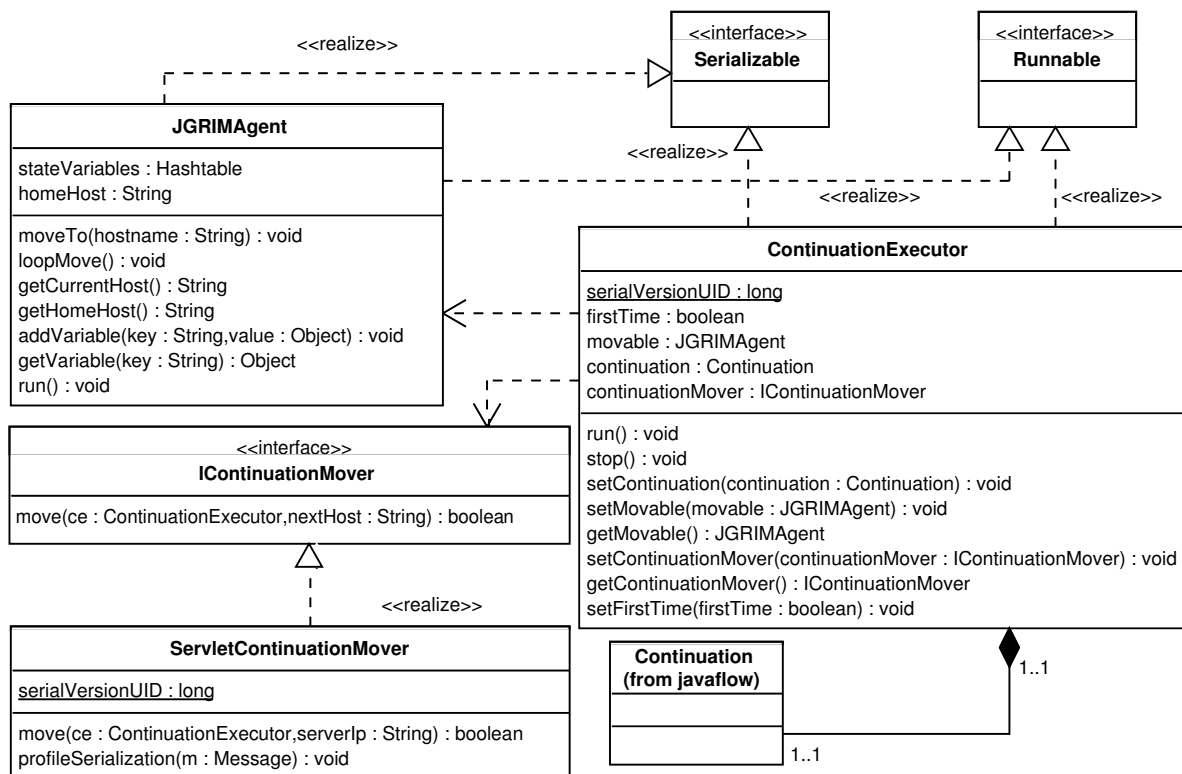 <<realize>>
<<interface>>
Serializable
<<interface>>
Runnable
JGRIMAgent
stateVariables : Hashtable
homeHost : String
moveTo(hostname : String) : void
loopMove() : void
getCurrentHost() : String
getHomeHost() : String
addVariable(key : String,value : Object) : void
getVariable(key : String) : Object
run() : void
<<realize>>
<<realize>>
<<realize>>
ContinuationExecutor
serialVersionUID : long
firstTime : boolean
movable : JGRIMAgent
continuation : Continuation
continuationMover : IContinuationMover
run() : void
stop() : void
setContinuation(continuation : Continuation) : void
setMovable(movable : JGRIMAgent) : void
getMovable() : JGRIMAgent
setContinuationMover(continuationMover : IContinuationMover) : void
getContinuationMover() : IContinuationMover
setFirstTime(firstTime : boolean) : void
<<interface>>
IContinuationMover
move(ce : ContinuationExecutor,nextHost : String) : boolean
<<realize>>
ServletContinuationMover
serialVersionUID : long
move(ce : ContinuationExecutor,serverIp : String) : boolean
profileSerialization(m : Message) : void
Continuation
(from javaflow)
1..1
1..1